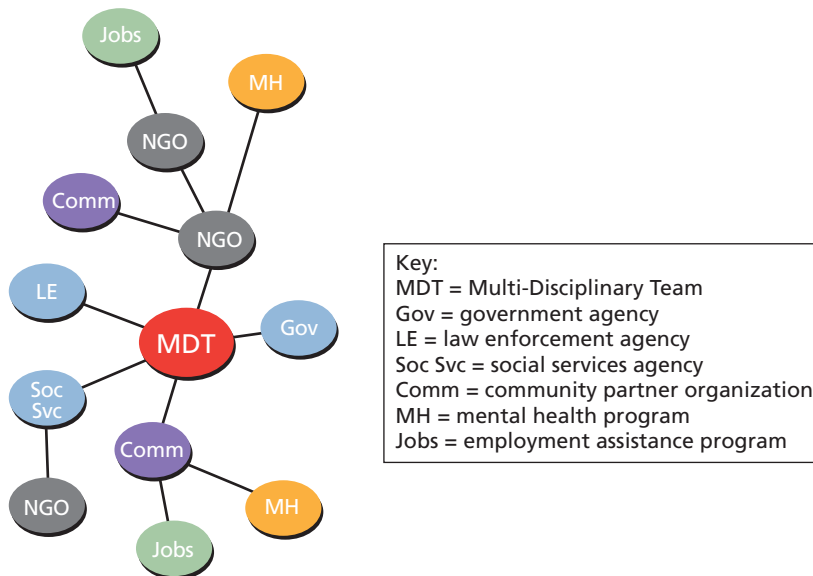 Jobs
MH
NGO
Comm
NGO
LE
Gov
MDT
Soc
Svc
Comm
NGO
MH
Jobs
Key:
MDT = Multi-Disciplinary Team
Gov = government agency
LE = law enforcement agency
Soc Svc = social services agency
Comm = community partner organization
MH = mental health program
Jobs = employment assistance program